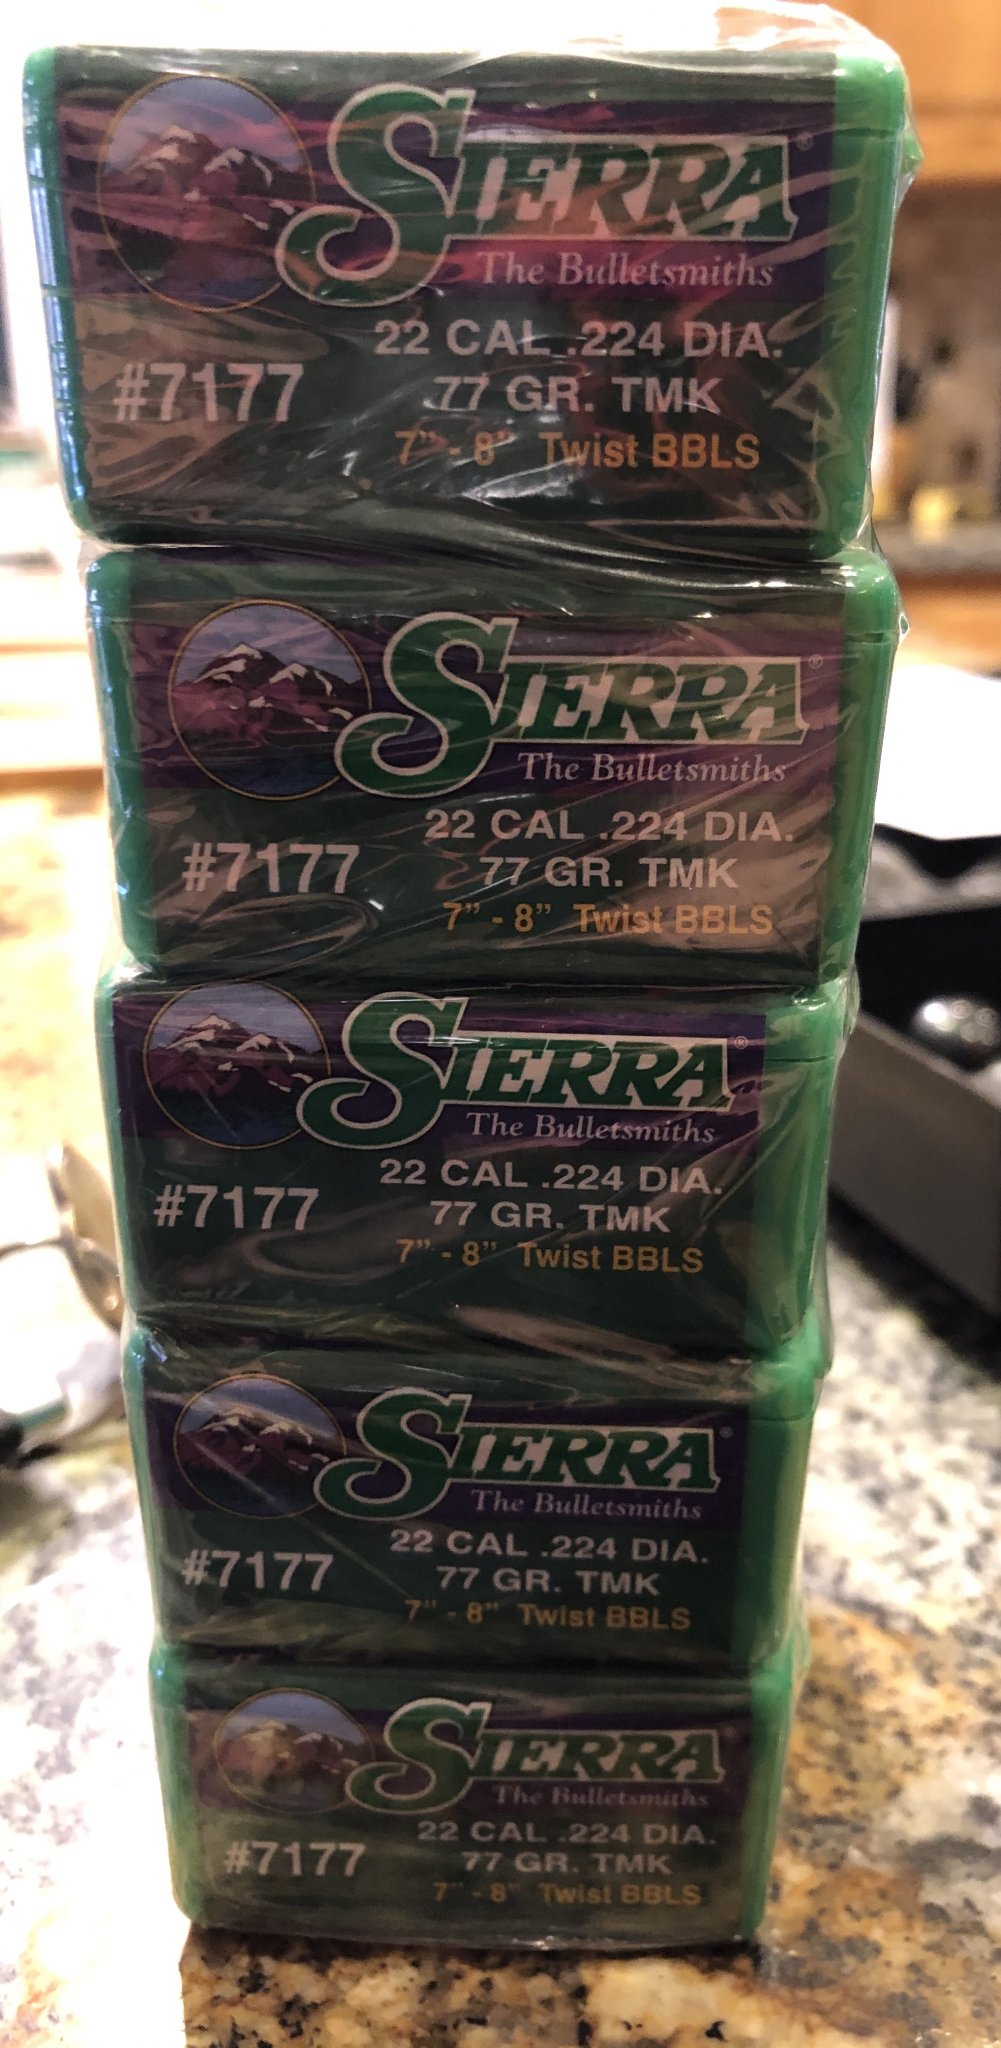 SIERRA®
The Bulletsmiths
22 CAL .224 DIA.
#7177 77 GR. TMK
7” - 8” Twist BBLS
SIERRA®
The Bulletsmiths
22 CAL .224 DIA.
#7177 77 GR. TMK
7” - 8” Twist BBLS
SIERRA®
The Bulletsmiths
22 CAL .224 DIA.
#7177 77 GR. TMK
7” - 8” Twist BBLS
SIERRA®
The Bulletsmiths
22 CAL .224 DIA.
#7177 77 GR. TMK
7” - 8” Twist BBLS
SIERRA
The Bulletsmiths
22 CAL .224 DIA.
#7177 77 GR. TMK
7” - 8” Twist BBLS